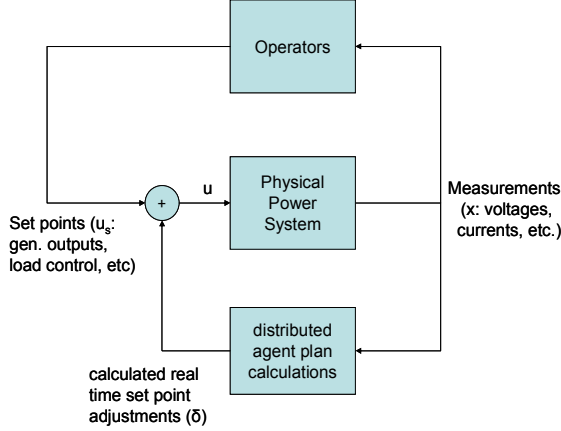 Operators
u
+
Physical
Power
System
Measurements
(x: voltages,
currents, etc.)
Set points (uₛ:
gen. outputs,
load control, etc)
distributed
agent plan
calculations
calculated real
time set point
adjustments (δ)